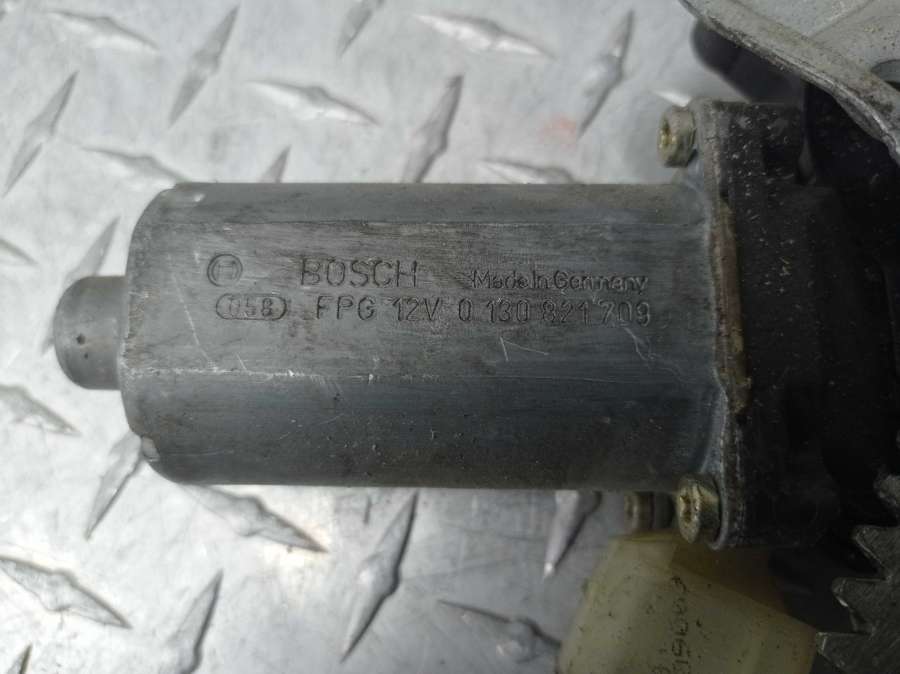 BOSCH Made In Germany
058 FPG 12V 0 130 821 709